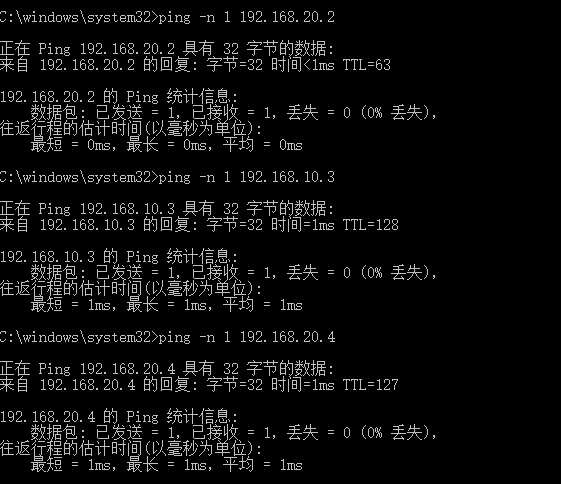 C:\windows\system32>ping -n 1 192.168.20.2
正在 Ping 192.168.20.2 具有 32 字节的数据:
来自 192.168.20.2 的回复: 字节=32 时间<1ms TTL=63
192.168.20.2 的 Ping 统计信息:
    数据包: 已发送 = 1，已接收 = 1，丢失 = 0 (0% 丢失)，
往返行程的估计时间(以毫秒为单位):
    最短 = 0ms，最长 = 0ms，平均 = 0ms
C:\windows\system32>ping -n 1 192.168.10.3
正在 Ping 192.168.10.3 具有 32 字节的数据:
来自 192.168.10.3 的回复: 字节=32 时间=1ms TTL=128
192.168.10.3 的 Ping 统计信息:
    数据包: 已发送 = 1，已接收 = 1，丢失 = 0 (0% 丢失)，
往返行程的估计时间(以毫秒为单位):
    最短 = 1ms，最长 = 1ms，平均 = 1ms
C:\windows\system32>ping -n 1 192.168.20.4
正在 Ping 192.168.20.4 具有 32 字节的数据:
来自 192.168.20.4 的回复: 字节=32 时间=1ms TTL=127
192.168.20.4 的 Ping 统计信息:
    数据包: 已发送 = 1，已接收 = 1，丢失 = 0 (0% 丢失)，
往返行程的估计时间(以毫秒为单位):
    最短 = 1ms，最长 = 1ms，平均 = 1ms